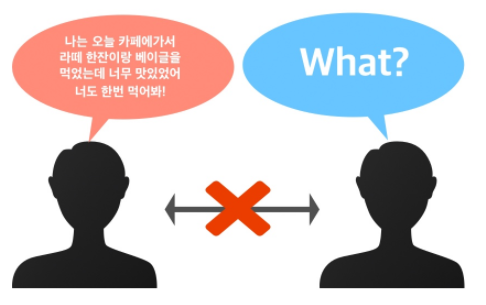 나는 오늘 카페에가서
라떼 한잔이랑 베이글을
먹었는데 너무 맛있었어
너도 한번 먹어봐!
What?